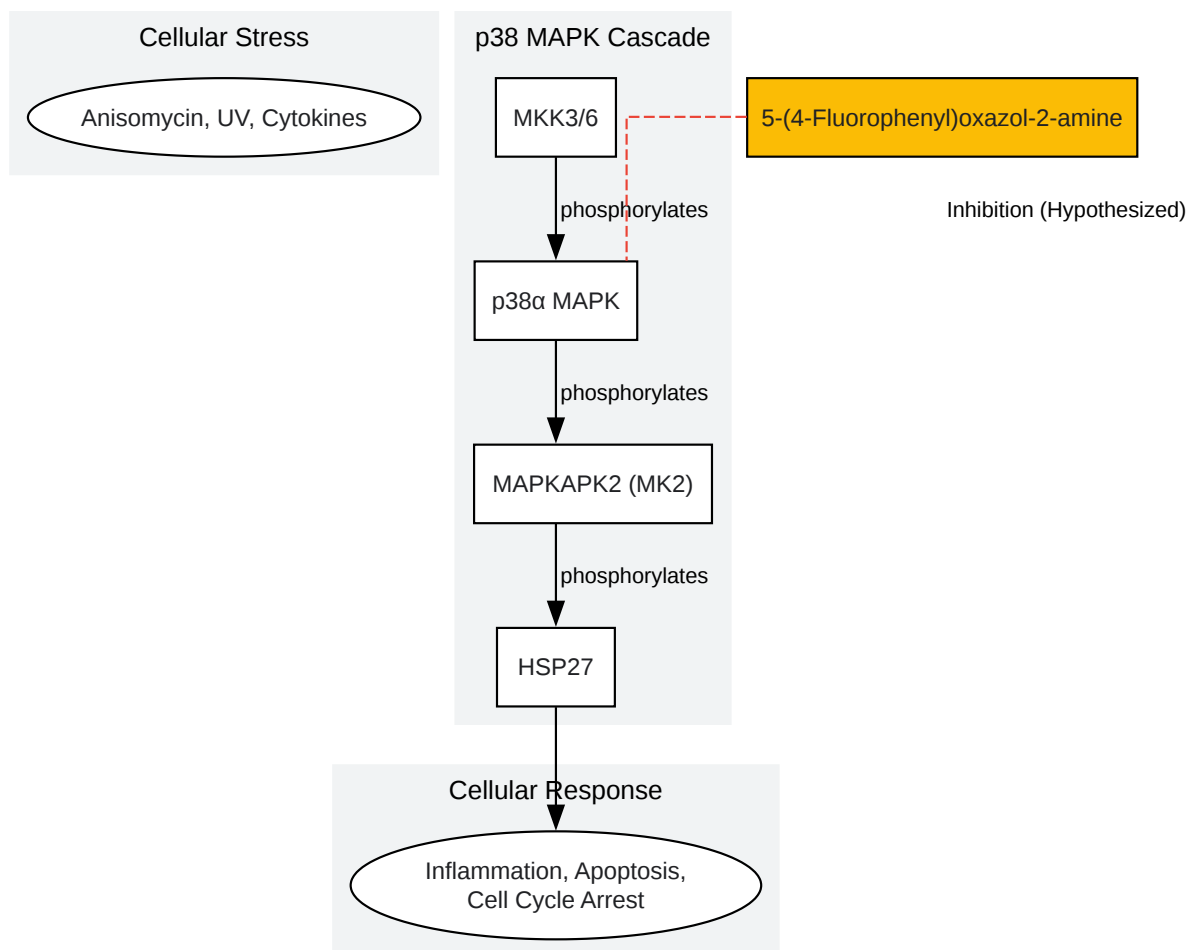 Cellular Stress
Anisomycin, UV, Cytokines
p38 MAPK Cascade
MKK3/6
5-(4-Fluorophenyl)oxazol-2-amine
phosphorylates
Inhibition (Hypothesized)
p38α MAPK
phosphorylates
MAPKAPK2 (MK2)
phosphorylates
HSP27
Cellular Response
Inflammation, Apoptosis,
Cell Cycle Arrest